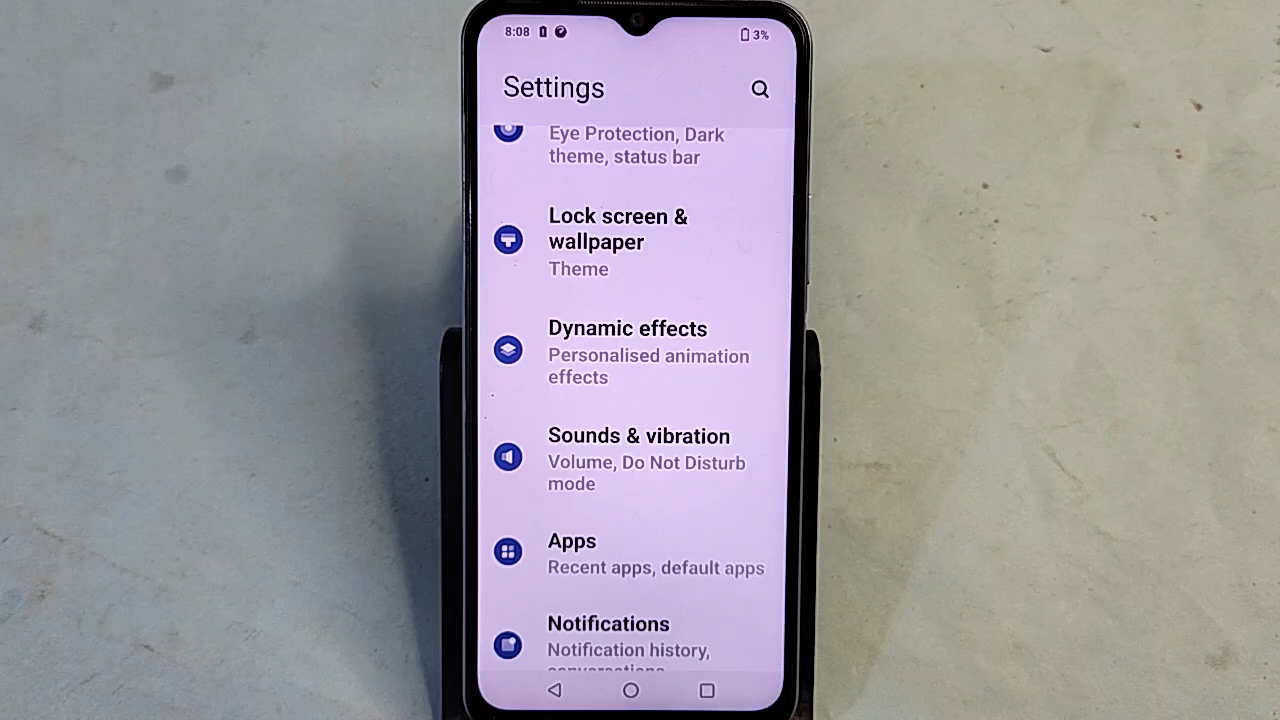 8:08
3%
Settings
Eye Protection, Dark
theme, status bar
Lock screen &
wallpaper
Theme
Dynamic effects
Personalised animation
effects
Sounds & vibration
Volume, Do Not Disturb
mode
Apps
Recent apps, default apps
Notifications
Notification history,
conversations